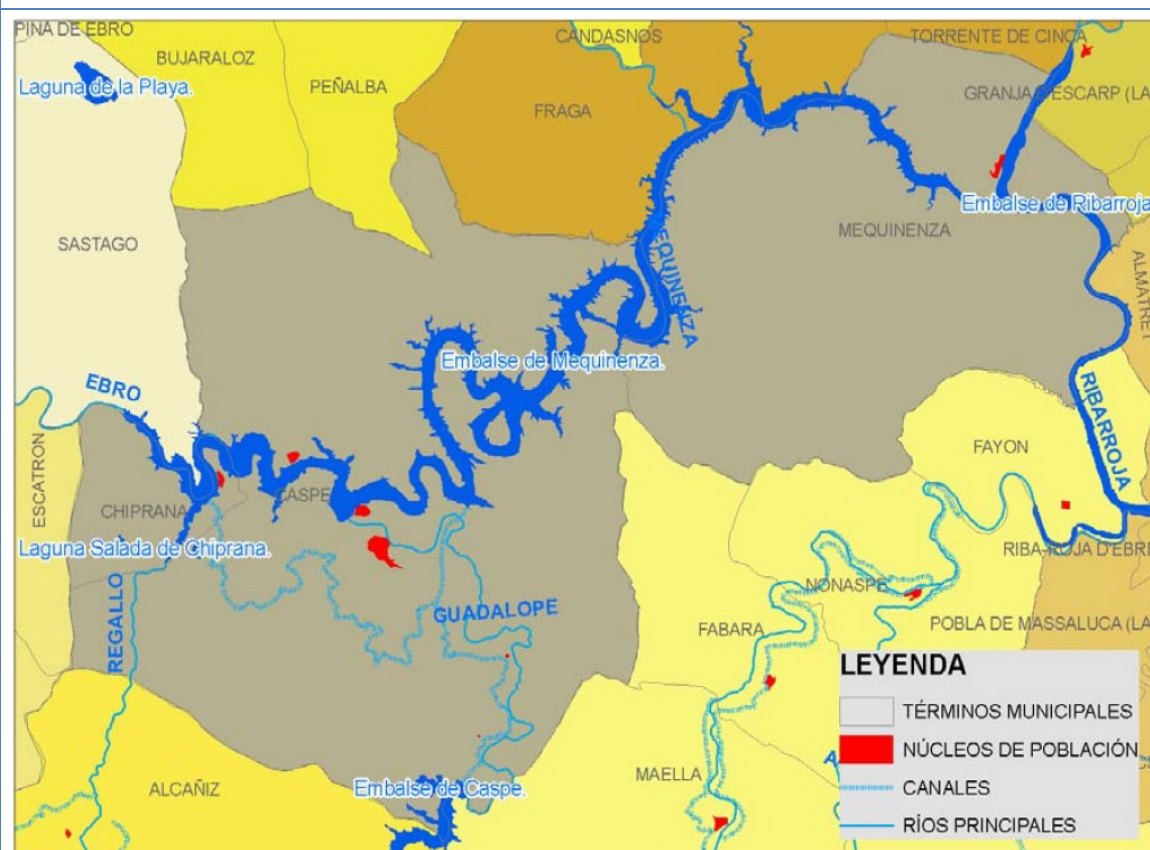 PINA DE EBRO
CANDASNOS
TORRENTE DE CINCA
BUJARALOZ
Laguna de la Playa.
PEÑALBA
GRANJA D'ESCARP (LA
FRAGA
Embalse de Ribarroja
MEQUINENZA
SASTAGO
MEQUINENZA
ALMATRET
Embalse de Mequinenza.
EBRO
RIBARROJA
ESCATRON
FAYON
CASPE
CHIPRANA
Laguna Salada de Chiprana.
RIBA-ROJA D'EBRE
REGALLO
GUADALOPE
NONASPE
FABARA
POBLA DE MASSALUCA (LA
MAELLA
ALCAÑIZ
Embalse de Caspe.
LEYENDA
TÉRMINOS MUNICIPALES
NÚCLEOS DE POBLACIÓN
CANALES
RÍOS PRINCIPALES